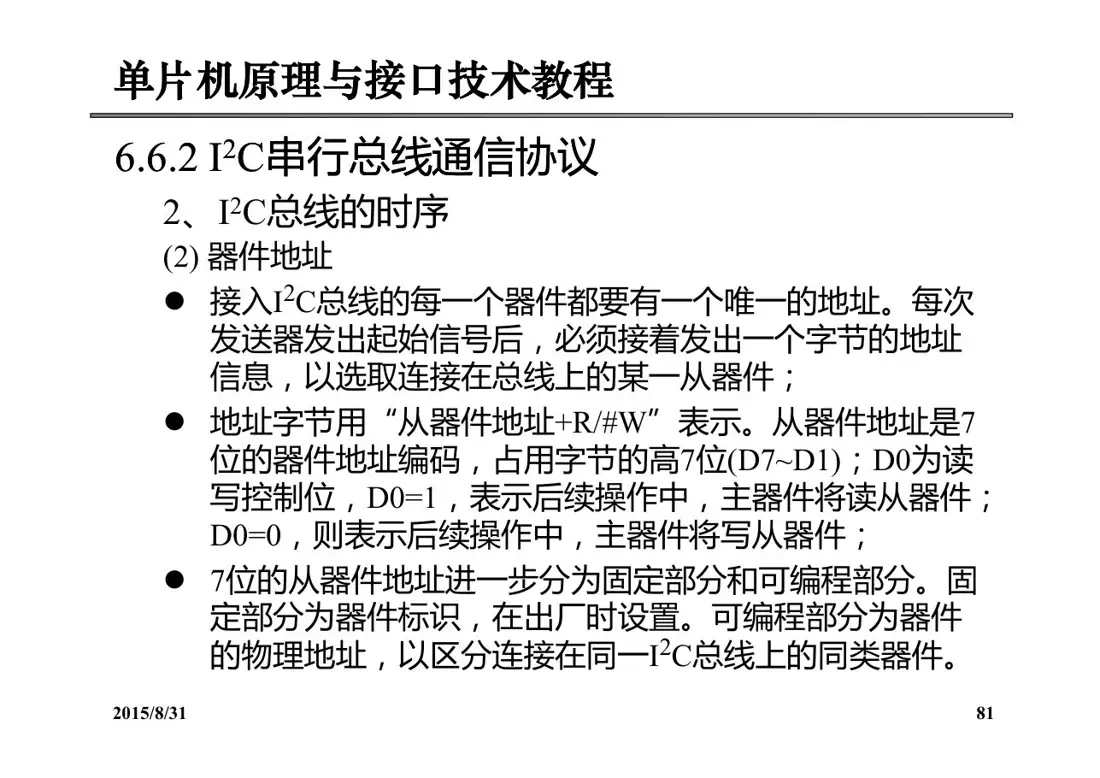 单片机原理与接口技术教程
6.6.2 I²C串行总线通信协议
2、I²C总线的时序
(2) 器件地址
● 接入I²C总线的每一个器件都要有一个唯一的地址。每次
发送器发出起始信号后，必须接着发出一个字节的地址
信息，以选取连接在总线上的某一从器件；
● 地址字节用“从器件地址+R/#W”表示。从器件地址是7
位的器件地址编码，占用字节的高7位(D7~D1)；D0为读
写控制位，D0=1，表示后续操作中，主器件将读从器件；
D0=0，则表示后续操作中，主器件将写从器件；
● 7位的从器件地址进一步分为固定部分和可编程部分。固
定部分为器件标识，在出厂时设置。可编程部分为器件
的物理地址，以区分连接在同一I²C总线上的同类器件。
2015/8/31 81